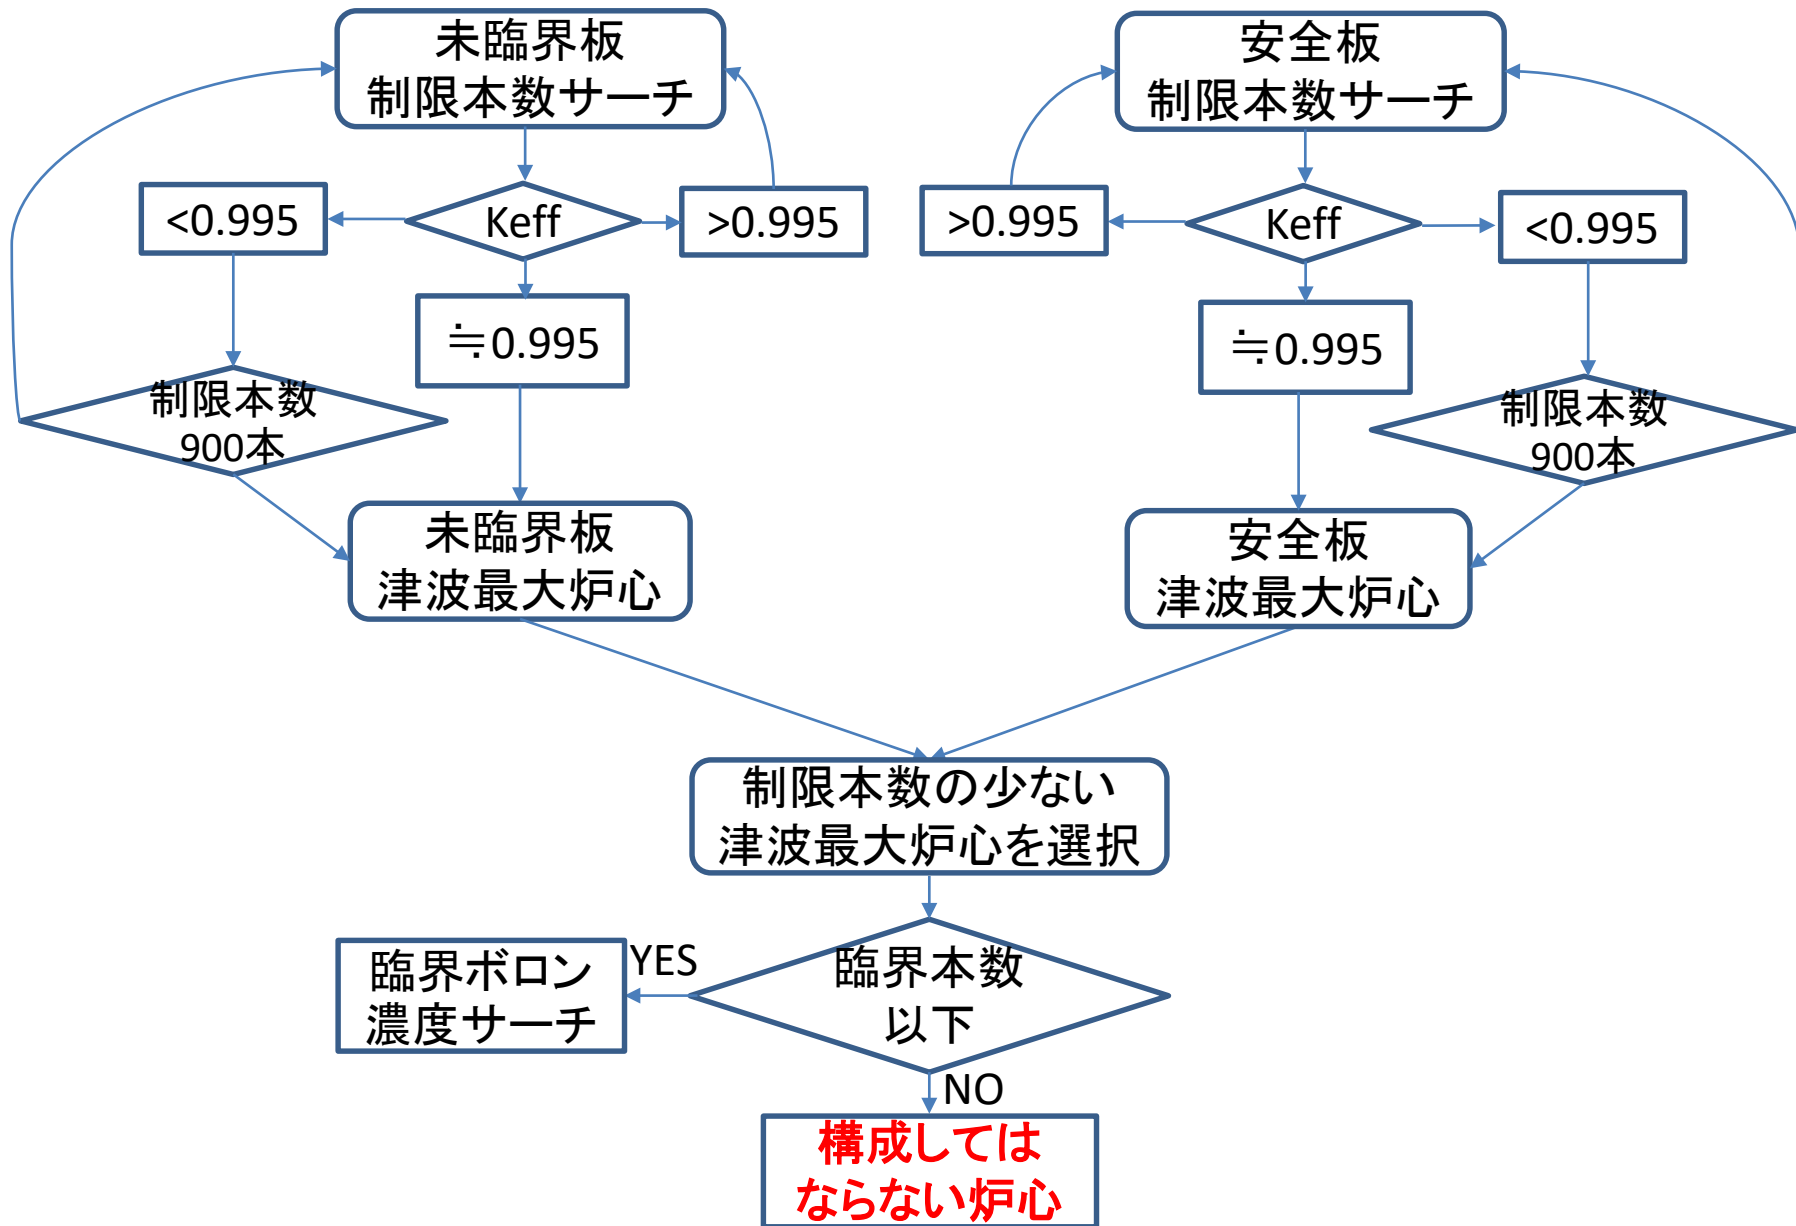 未臨界板
制限本数サーチ
<0.995
Keff
>0.995
≒0.995
制限本数
900本
未臨界板
津波最大炉心
安全板
制限本数サーチ
>0.995
Keff
<0.995
≒0.995
制限本数
900本
安全板
津波最大炉心
制限本数の少ない
津波最大炉心を選択
臨界本数
以下
YES
臨界ボロン
濃度サーチ
NO
構成しては
ならない炉心